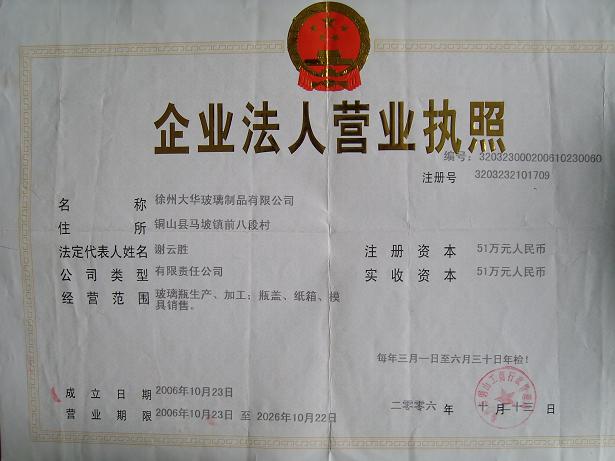 企业法人营业执照
编号：320323000200610230060
注册号 3203232101709
名称 徐州大华玻璃制品有限公司
住所 铜山县马坡镇前八段村
法定代表人姓名 谢云胜
注册资本 51万元人民币
公司类型 有限责任公司
实收资本 51万元人民币
经营范围 玻璃瓶生产、加工；瓶盖、纸箱、模
具销售。
每年三月一日至六月三十日年检！
成立日期 2006年10月23日
营业期限 2006年10月23日 至 2026年10月22日
二零零六 年 十 月 二十三 日